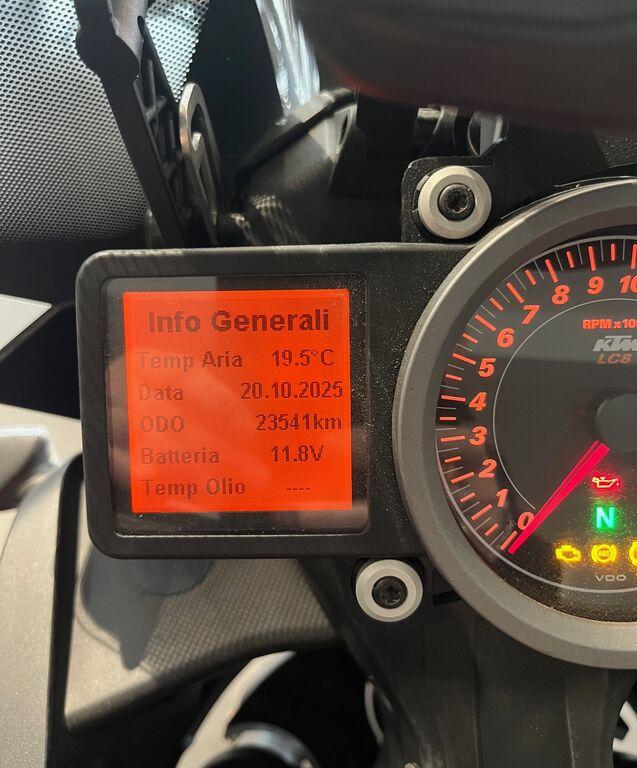 Info Generali
Temp Aria 19.5°C
Data 20.10.2025
ODO 23541km
Batteria 11.8V
Temp Olio ----
0
1
2
3
4
5
6
7
8
9
10
RPM
KTM
LC8
N
ABS
VDO